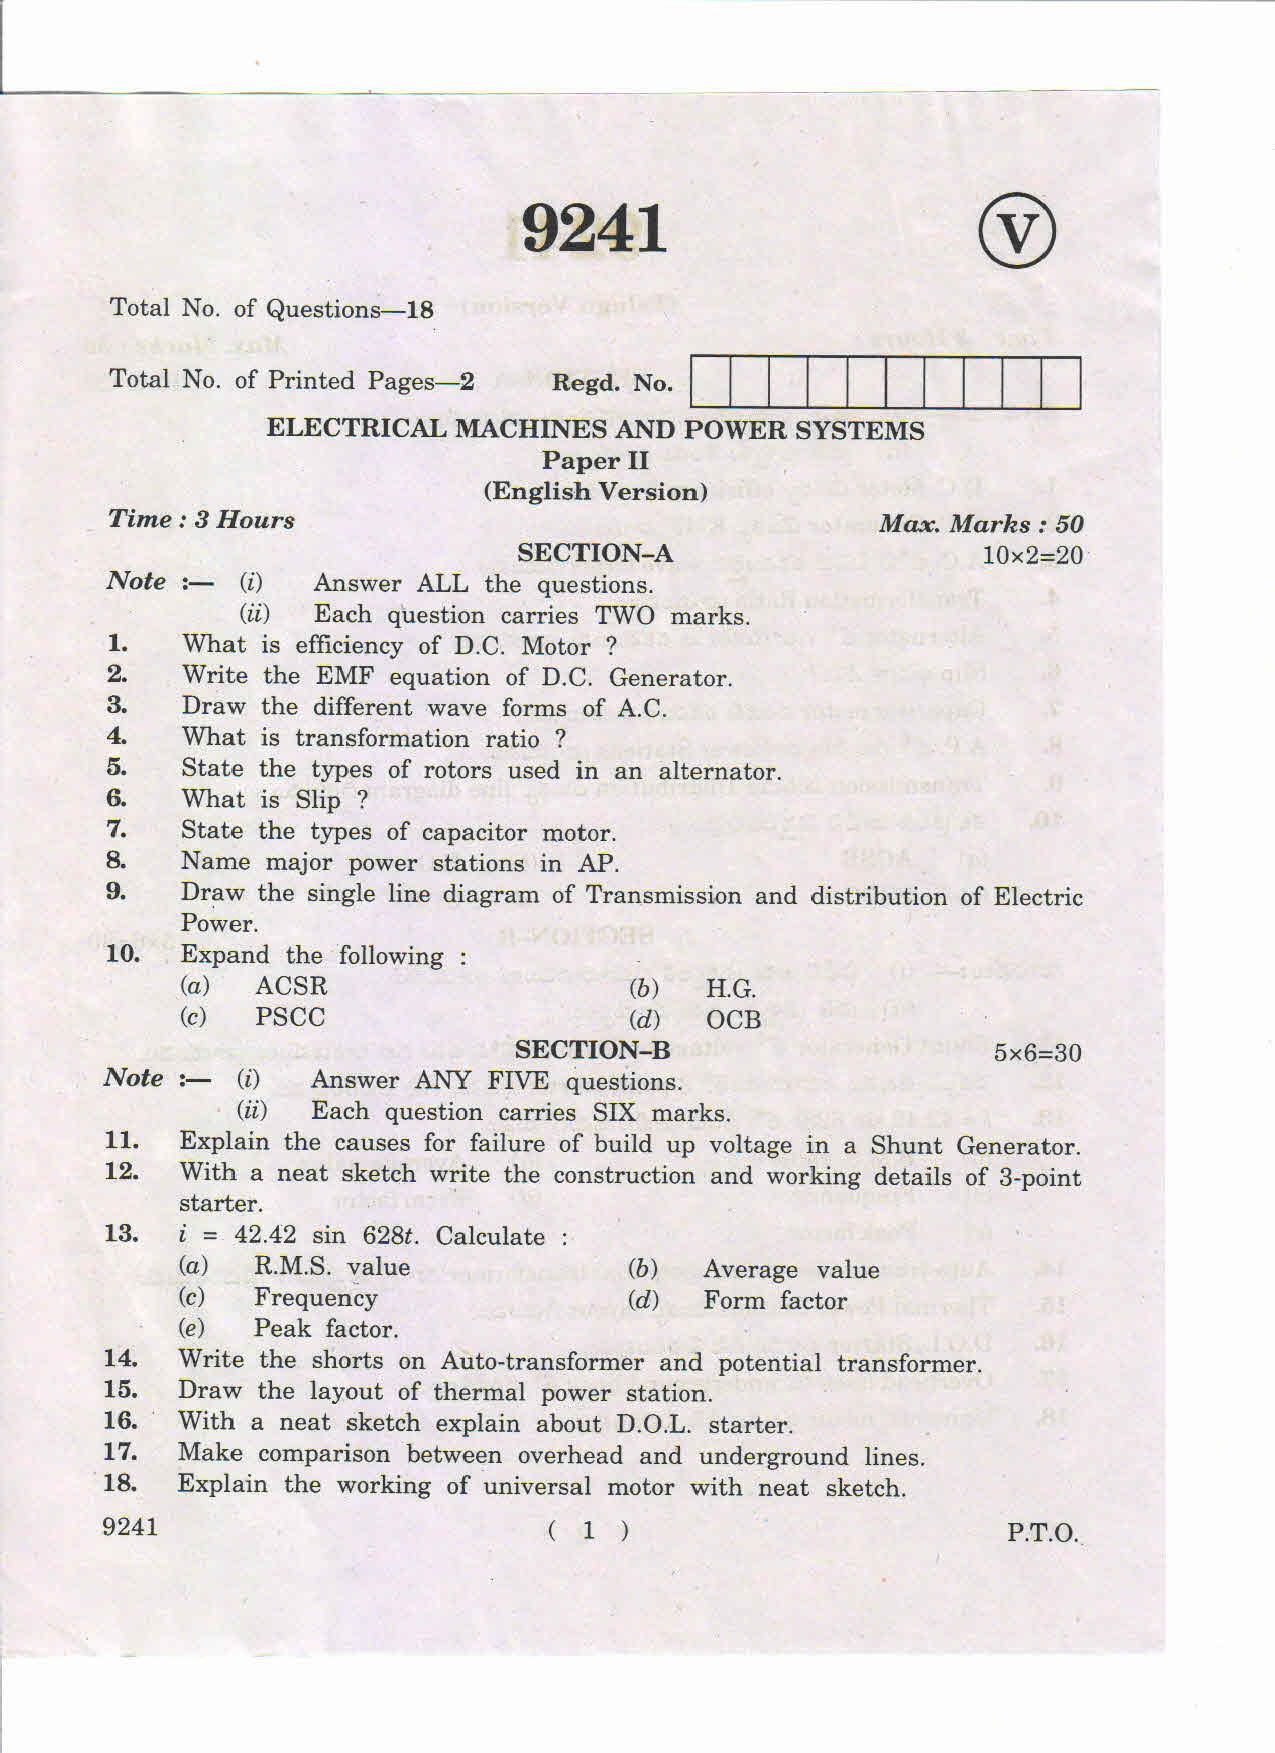 9241
V
Total No. of Questions—18
Total No. of Printed Pages—2 Regd. No.
ELECTRICAL MACHINES AND POWER SYSTEMS
Paper II
(English Version)
Time : 3 Hours Max. Marks : 50
SECTION–A 10×2=20
Note :— (i) Answer ALL the questions.
(ii) Each question carries TWO marks.
1. What is efficiency of D.C. Motor ?
2. Write the EMF equation of D.C. Generator.
3. Draw the different wave forms of A.C.
4. What is transformation ratio ?
5. State the types of rotors used in an alternator.
6. What is Slip ?
7. State the types of capacitor motor.
8. Name major power stations in AP.
9. Draw the single line diagram of Transmission and distribution of Electric
Power.
10. Expand the following :
(a) ACSR (b) H.G.
(c) PSCC (d) OCB
SECTION–B 5×6=30
Note :— (i) Answer ANY FIVE questions.
(ii) Each question carries SIX marks.
11. Explain the causes for failure of build up voltage in a Shunt Generator.
12. With a neat sketch write the construction and working details of 3-point
starter.
13. i = 42.42 sin 628t. Calculate :
(a) R.M.S. value (b) Average value
(c) Frequency (d) Form factor
(e) Peak factor.
14. Write the shorts on Auto-transformer and potential transformer.
15. Draw the layout of thermal power station.
16. With a neat sketch explain about D.O.L. starter.
17. Make comparison between overhead and underground lines.
18. Explain the working of universal motor with neat sketch.
9241 ( 1 ) P.T.O.